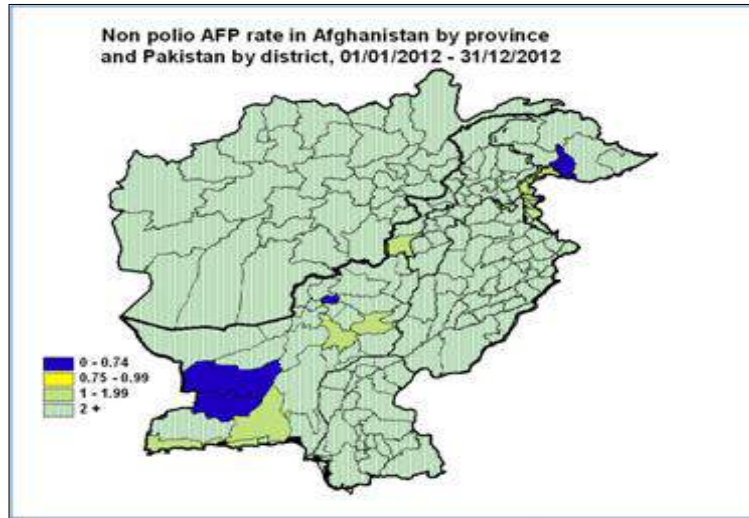 Non polio AFP rate in Afghanistan by province
and Pakistan by district, 01/01/2012 - 31/12/2012
0 - 0.74
0.75 - 0.99
1 - 1.99
2 +